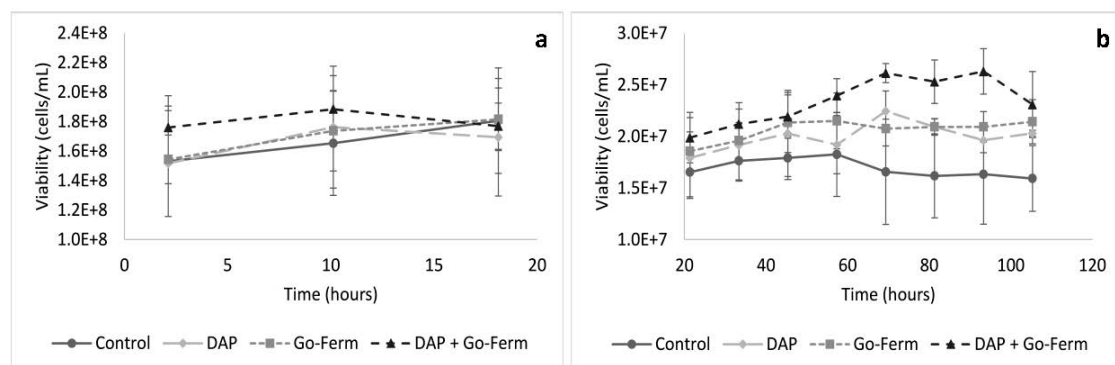 a
Viability (cells/mL)
2.4E+8
2.2E+8
2.0E+8
1.8E+8
1.6E+8
1.4E+8
1.2E+8
1.0E+8
0 5 10 15 20
Time (hours)
Control DAP Go-Ferm DAP + Go-Ferm
b
Viability (cells/mL)
3.0E+7
2.5E+7
2.0E+7
1.5E+7
1.0E+7
20 40 60 80 100 120
Time (hours)
Control DAP Go-Ferm DAP + Go-Ferm